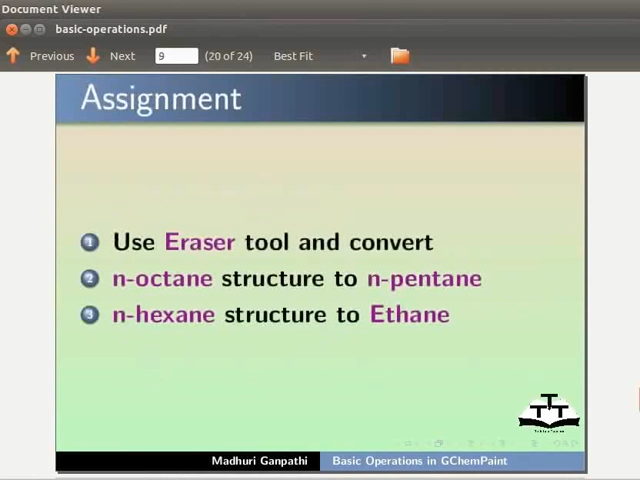 Document Viewer
basic-operations.pdf
Previous Next 9 (20 of 24) Best Fit
Assignment
1 Use Eraser tool and convert
2 n-octane structure to n-pentane
3 n-hexane structure to Ethane
TTT
Madhuri Ganpathi Basic Operations in GChemPaint